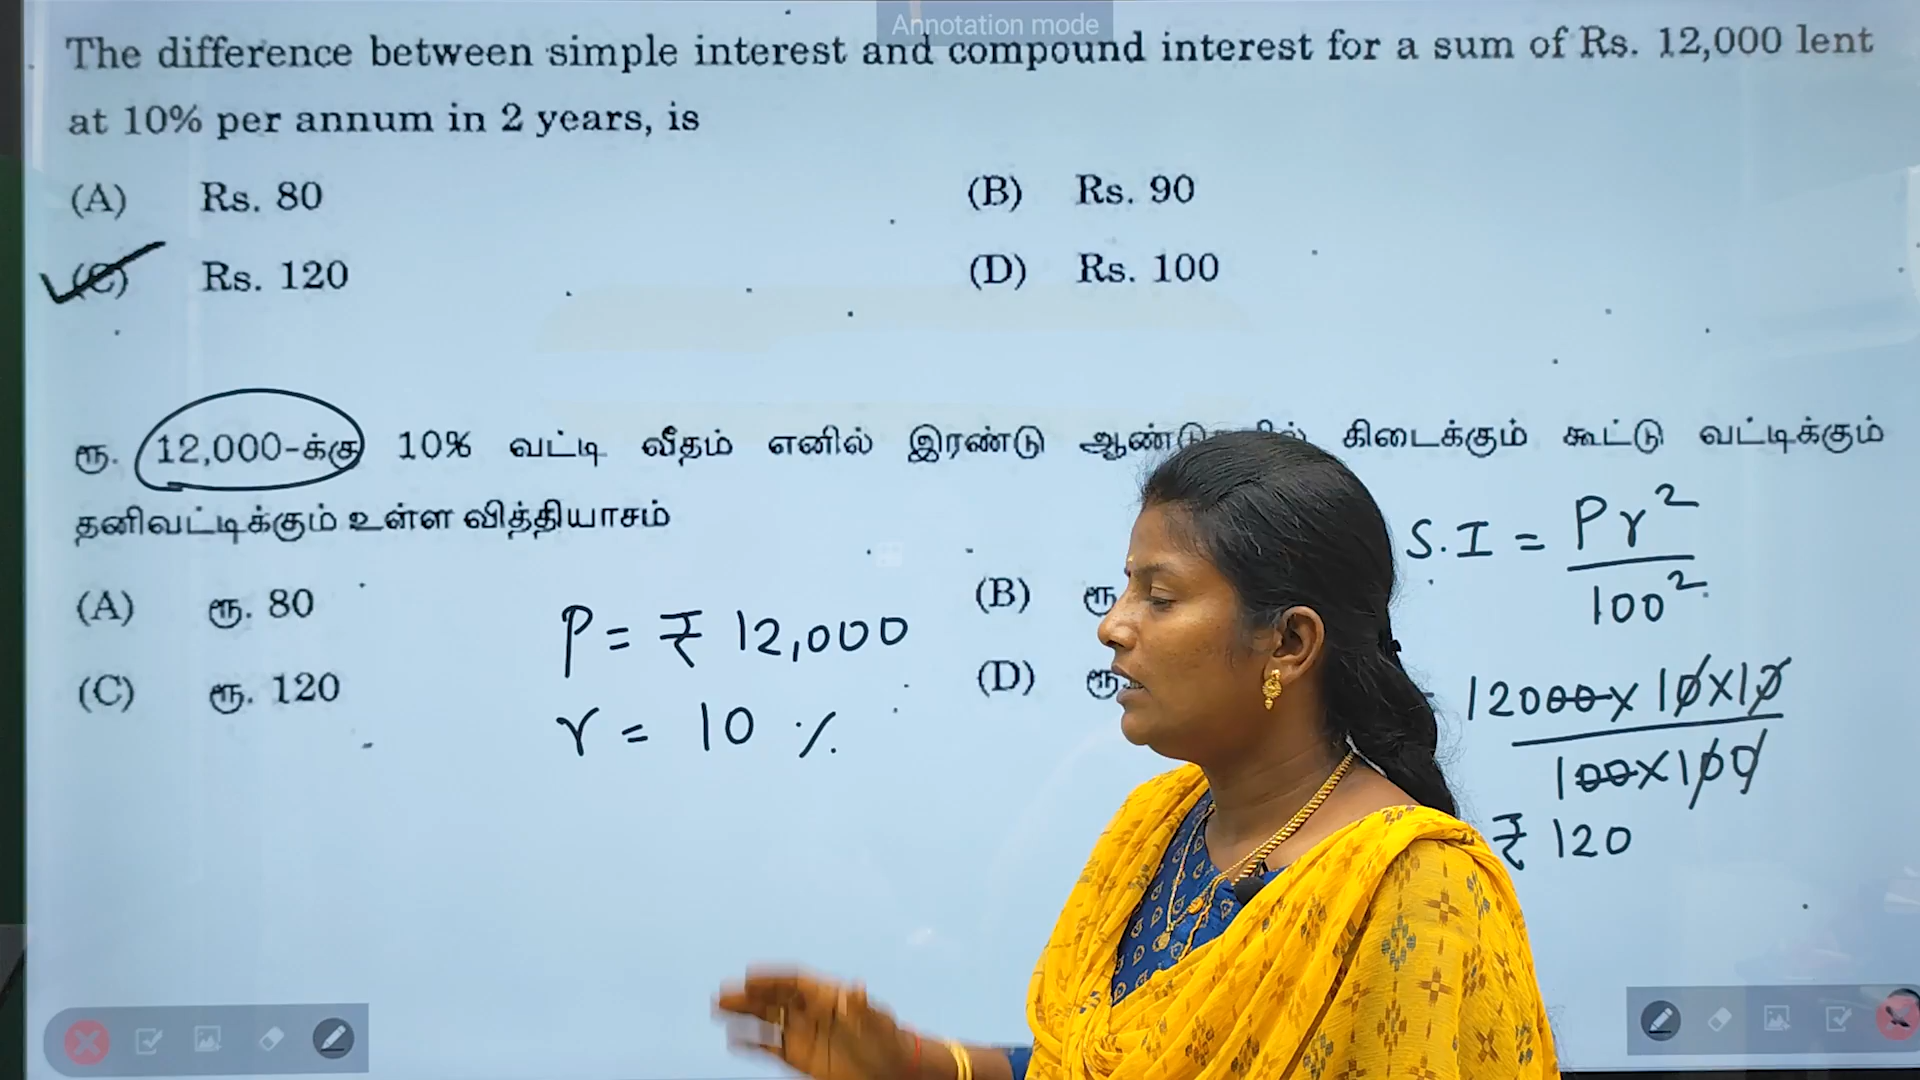 Annotation mode
The difference between simple interest and compound interest for a sum of Rs. 12,000 lent
at 10% per annum in 2 years, is
(A) Rs. 80
(B) Rs. 90
(C) Rs. 120
(D) Rs. 100
ரூ. 12,000-க்கு 10% வட்டி வீதம் எனில் இரண்டு கிடைக்கும் கூட்டு வட்டிக்கும்
தனிவட்டிக்கும் உள்ள வித்தியாசம்
(A) ரூ. 80
(B) ரூ
(C) ரூ. 120
(D) ரூ
P = ₹ 12,000
r = 10 %
S.I = Pr²
100²
12000 x 10 x 10
100 x 100
₹ 120